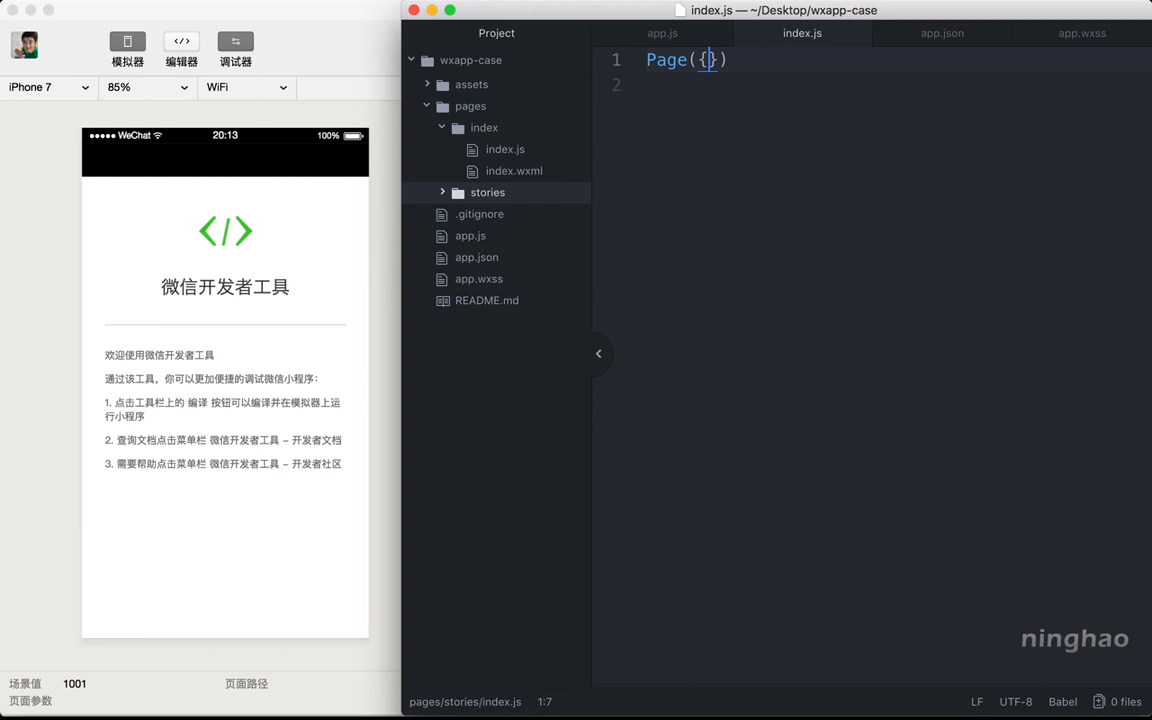 index.js — ~/Desktop/wxapp-case
模拟器
编辑器
调试器
iPhone 7
85%
WiFi
WeChat
20:13
100%
微信开发者工具
欢迎使用微信开发者工具
通过该工具，你可以更加便捷的调试微信小程序：
1. 点击工具栏上的 编译 按钮可以编译并在模拟器上运
行小程序
2. 查询文档点击菜单栏 微信开发者工具 - 开发者文档
3. 需要帮助点击菜单栏 微信开发者工具 - 开发者社区
场景值 1001
页面路径
页面参数
Project
wxapp-case
assets
pages
index
index.js
index.wxml
stories
.gitignore
app.js
app.json
app.wxss
README.md
app.js
index.js
app.json
app.wxss
1 Page({})
2
ninghao
pages/stories/index.js 1:7
LF UTF-8 Babel 0 files